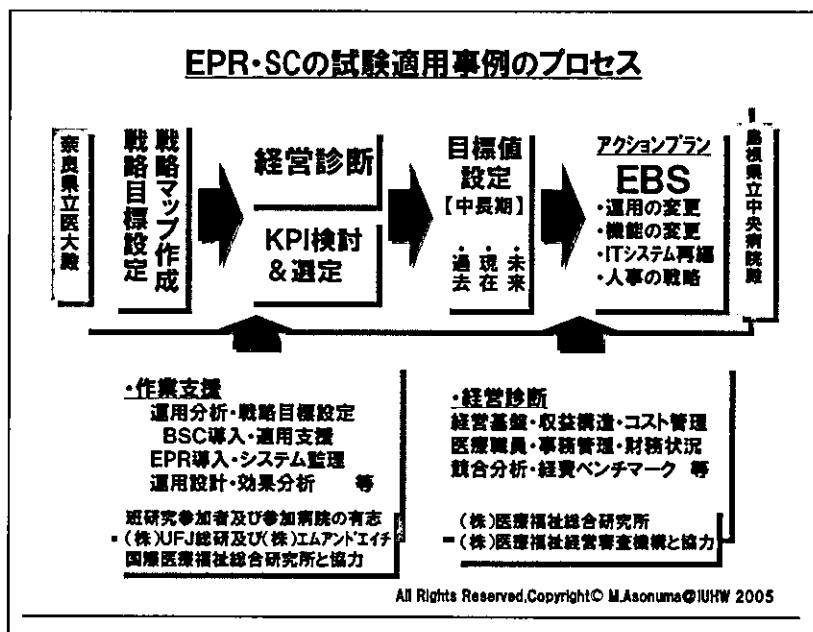 EPR・SCの試験適用事例のプロセス
奈良県立医大殿
戦略マップ作成
戦略目標設定
経営診断
KPI検討
&選定
目標値
設定
【中長期】
・未来
・現在
・過去
アクションプラン
EBS
・運用の変更
・機能の変更
・ITシステム再編
・人事の戦略
島根県立中央病院殿
・作業支援
運用分析・戦略目標設定
BSC導入・適用支援
EPR導入・システム監理
運用設計・効果分析 等
班研究参加者及び参加病院の有志
(株)UFJ総研及び(株)エムアンドエイチ
国際医療福祉総合研究所と協力
・経営診断
経営基盤・収益構造・コスト管理
医療職員・事務管理・財務状況
競合分析・経費ベンチマーク 等
(株)医療福祉総合研究所
(株)医療福祉経営審査機構と協力
All Rights Reserved,Copyright© M.Asonuma@IUHW 2005